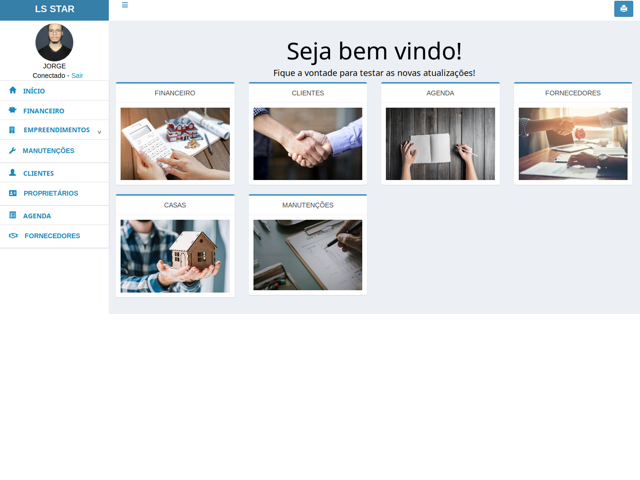 LS STAR
JORGE
Conectado - Sair
INÍCIO
FINANCEIRO
EMPREENDIMENTOS
MANUTENÇÕES
CLIENTES
PROPRIETÁRIOS
AGENDA
FORNECEDORES
Seja bem vindo!
Fique a vontade para testar as novas atualizações!
FINANCEIRO
CLIENTES
AGENDA
FORNECEDORES
CASAS
MANUTENÇÕES